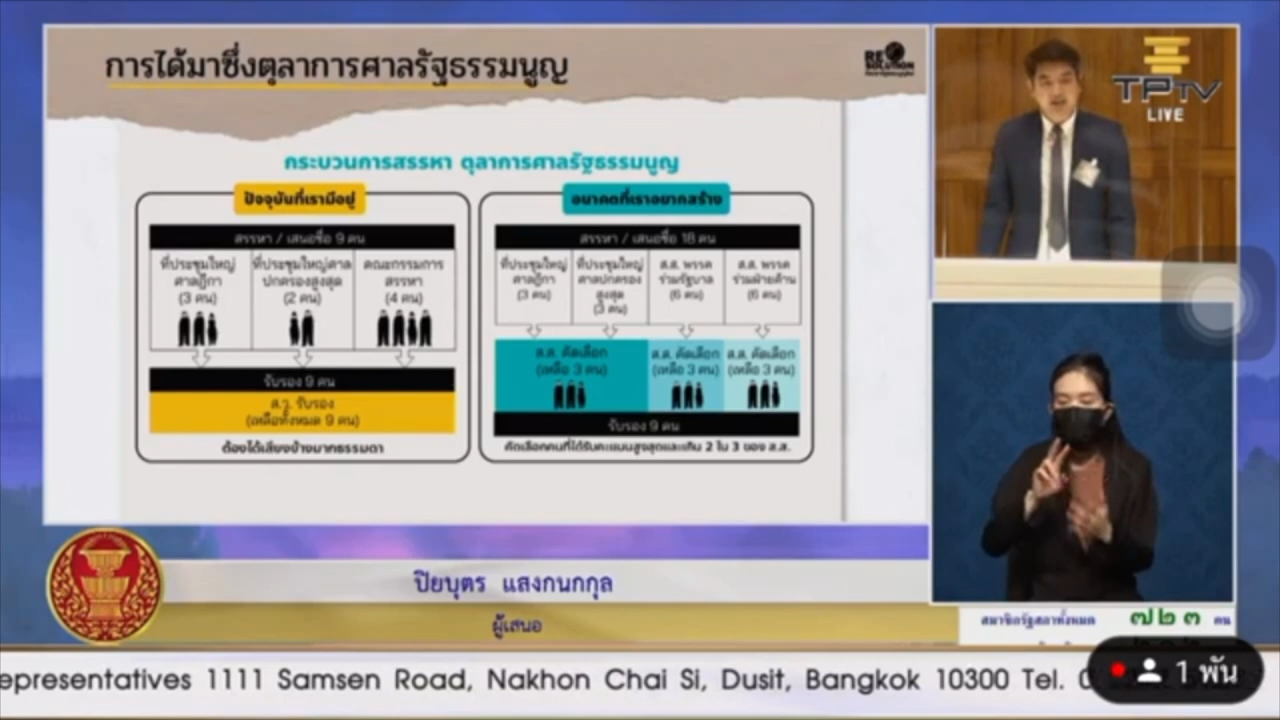 การได้มาซึ่งตุลาการศาลรัฐธรรมนูญ
RE
SOLUTION
กระบวนการสรรหา ตุลาการศาลรัฐธรรมนูญ
ปัจจุบันที่เรามีอยู่
สรรหา / เสนอชื่อ 9 คน
ที่ประชุมใหญ่
ศาลฎีกา
(3 คน)
ที่ประชุมใหญ่ศาล
ปกครองสูงสุด
(2 คน)
คณะกรรมการ
สรรหา
(4 คน)
รับรอง 9 คน
ส.ว. รับรอง
(เหลือทั้งหมด 9 คน)
ต้องได้เสียงข้างมากธรรมดา
อนาคตที่เราอยากสร้าง
สรรหา / เสนอชื่อ 18 คน
ที่ประชุมใหญ่
ศาลฎีกา
(3 คน)
ที่ประชุมใหญ่
ศาลปกครอง
สูงสุด
(3 คน)
ส.ส. พรรค
ร่วมรัฐบาล
(6 คน)
ส.ส. พรรค
ร่วมฝ่ายค้าน
(6 คน)
ส.ส. คัดเลือก
(เหลือ 3 คน)
ส.ส. คัดเลือก
(เหลือ 3 คน)
ส.ส. คัดเลือก
(เหลือ 3 คน)
รับรอง 9 คน
คัดเลือกคนที่ได้รับคะแนนสูงสุดและเกิน 2 ใน 3 ของ ส.ส.
TPTV
LIVE
ปิยบุตร แสงกนกกุล
ผู้เสนอ
สมาชิกรัฐสภาทั้งหมด ๗๒๓ คน
epresentatives 1111 Samsen Road, Nakhon Chai Si, Dusit, Bangkok 10300 Tel.
1 พัน